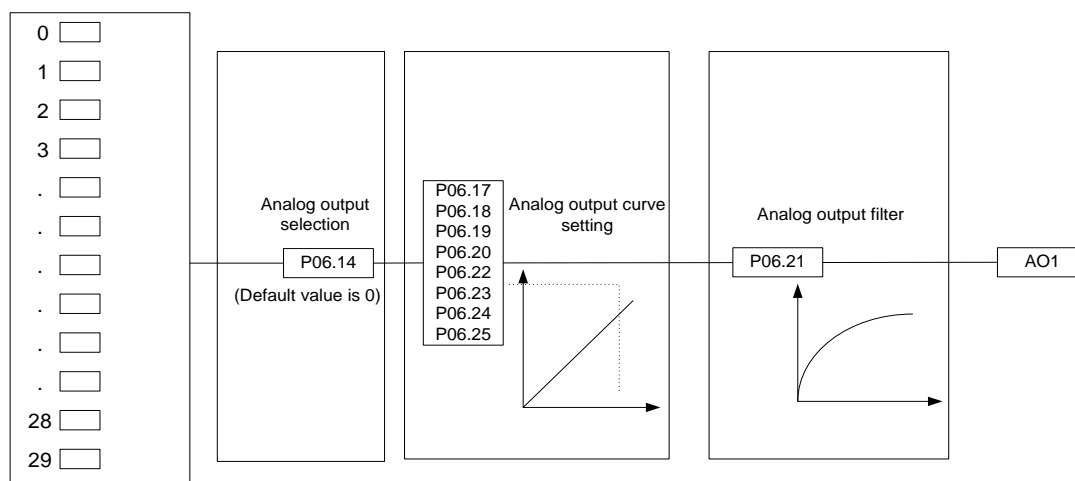 0
1
2
3
.
.
.
.
.
.
28
29
Analog output
selection
P06.14
(Default value is 0)
P06.17
P06.18
P06.19
P06.20
P06.22
P06.23
P06.24
P06.25
Analog output curve
setting
Analog output filter
P06.21
AO1